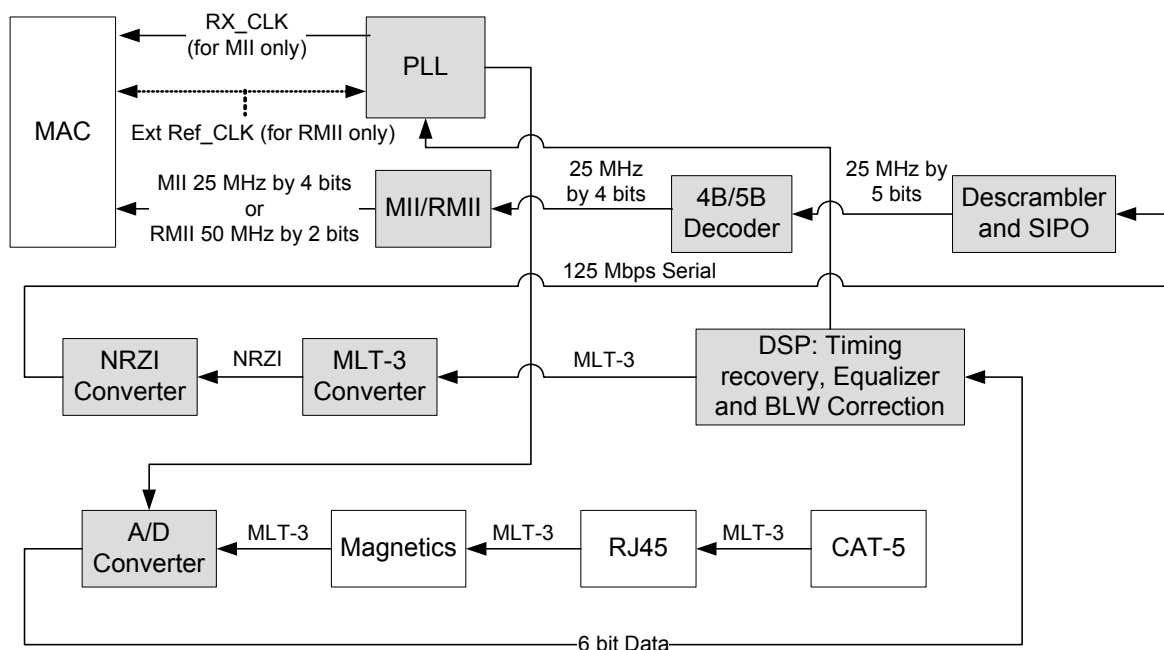 RX_CLK
(for MII only)
PLL
MAC
Ext Ref_CLK (for RMII only)
MII 25 MHz by 4 bits
or
RMII 50 MHz by 2 bits
MII/RMII
25 MHz
by 4 bits
4B/5B
Decoder
25 MHz by
5 bits
Descrambler
and SIPO
125 Mbps Serial
NRZI
Converter
NRZI
MLT-3
Converter
MLT-3
DSP: Timing
recovery, Equalizer
and BLW Correction
A/D
Converter
MLT-3
Magnetics
MLT-3
RJ45
MLT-3
CAT-5
6 bit Data